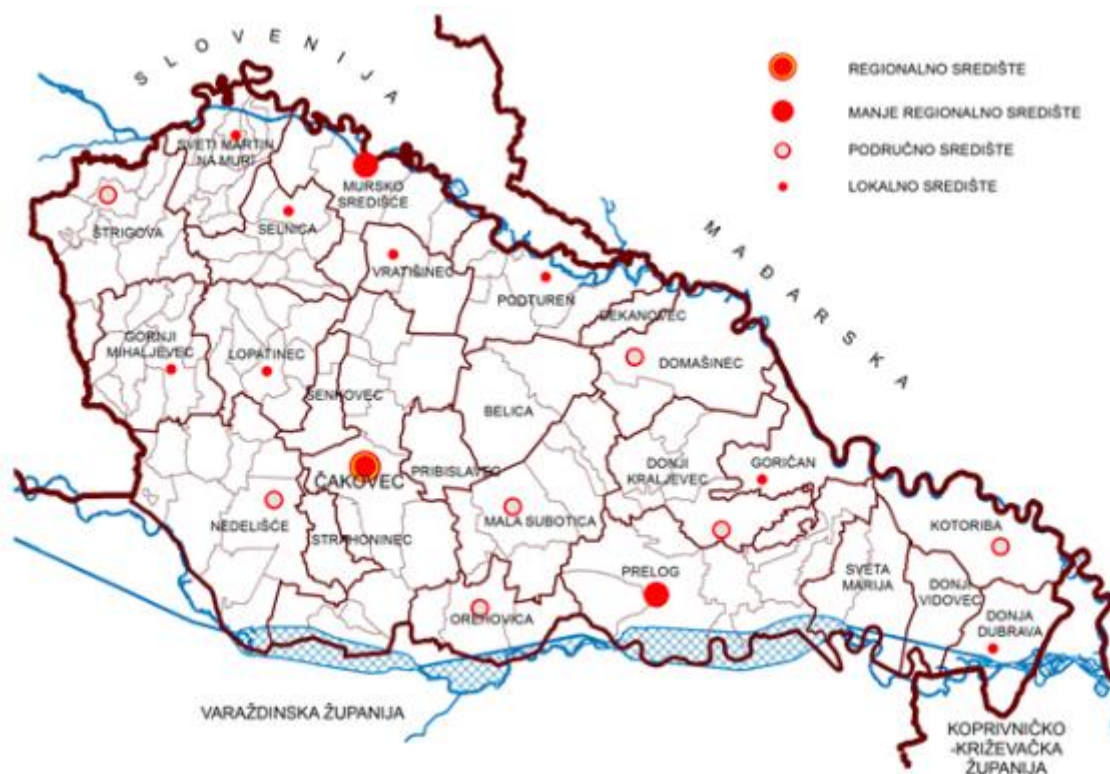 SLOVENIJA
REGIONALNO SREDIŠTE
MANJE REGIONALNO SREDIŠTE
PODRUČNO SREDIŠTE
LOKALNO SREDIŠTE
MAĐARSKA
SVETI MARTIN
NA MURI
MURSKO
SREDIŠĆE
ŠTRIGOVA
SELNICA
VRATIŠINEC
PODTUREN
DEKANOVEC
GORNJI
MIHALJEVEC
LOPATINEC
DOMAŠINEC
SENKOVEC
BELICA
ČAKOVEC
PRIBISLAVEC
DONJI
KRALJEVEC
GORIČAN
NEDELIŠĆE
STRAHONINEC
MALA SUBOTICA
KOTORIBA
PRELOG
SVETA
MARIJA
DONJI
VIDOVEC
OREHOVICA
DONJA
DUBRAVA
VARAŽDINSKA ŽUPANIJA
KOPRIVNIČKO
-KRIŽEVAČKA
ŽUPANIJA